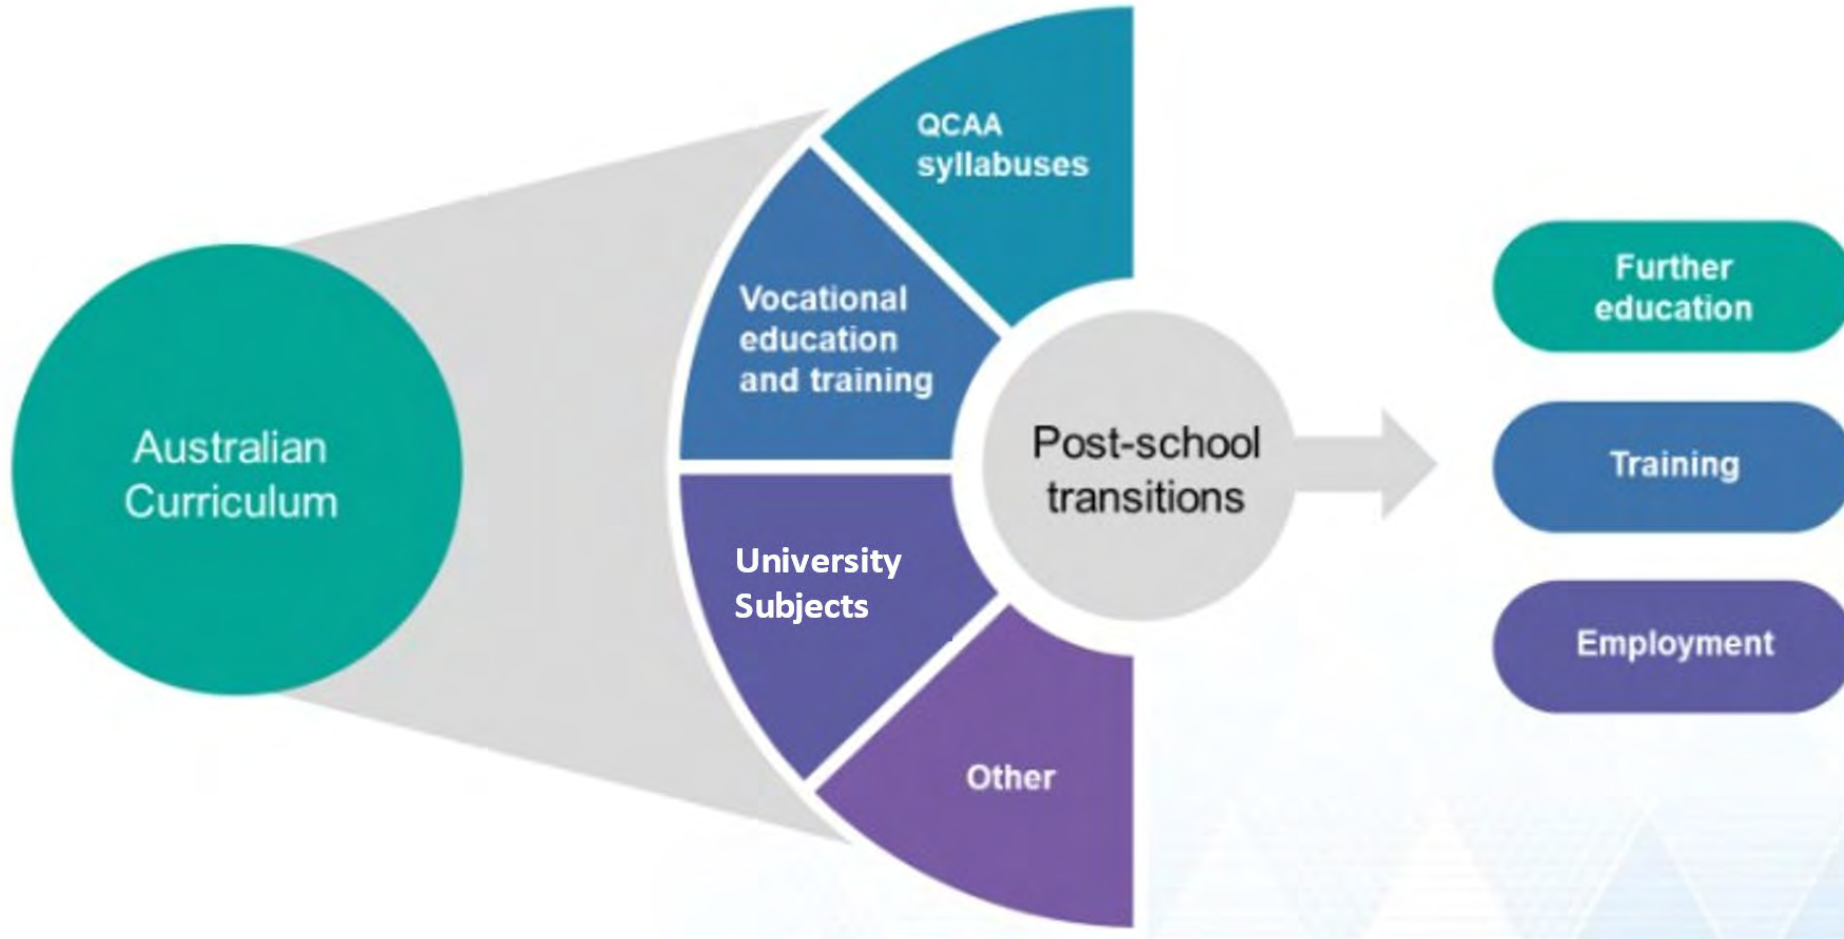 Australian
Curriculum
QCAA
syllabuses
Vocational
education
and training
University
Subjects
Other
Post-school
transitions
Further
education
Training
Employment